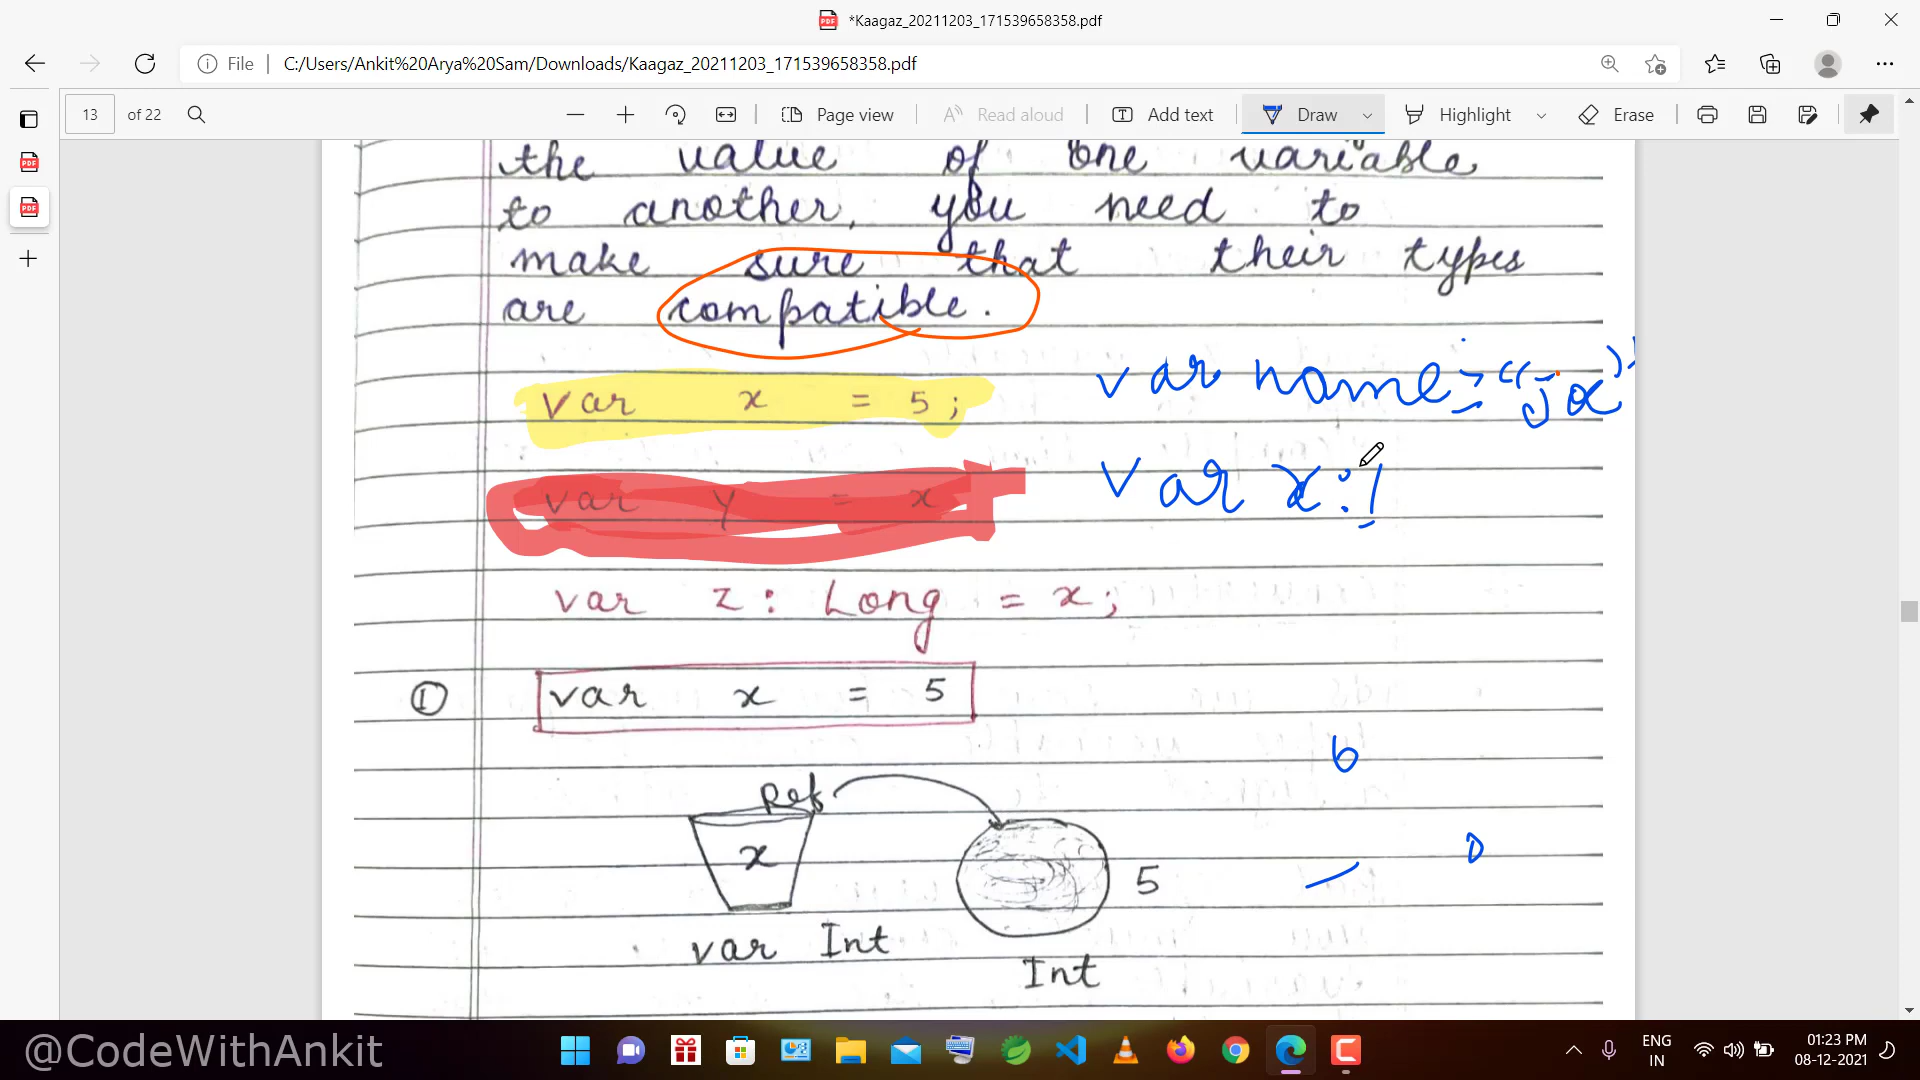 *Kaagaz_20211203_171539658358.pdf
File
C:/Users/Ankit%20Arya%20Sam/Downloads/Kaagaz_20211203_171539658358.pdf
13 of 22
Page view
Read aloud
Add text
Draw
Highlight
Erase
the value of one variable
to another, you need to
make sure that their types
are compatible.
var x = 5;
var name =
var y = x
var x :
var z : Long = x;
① var x = 5
6
Ref
x
5
var Int
Int
@CodeWithAnkit
ENG
IN
01:23 PM
08-12-2021